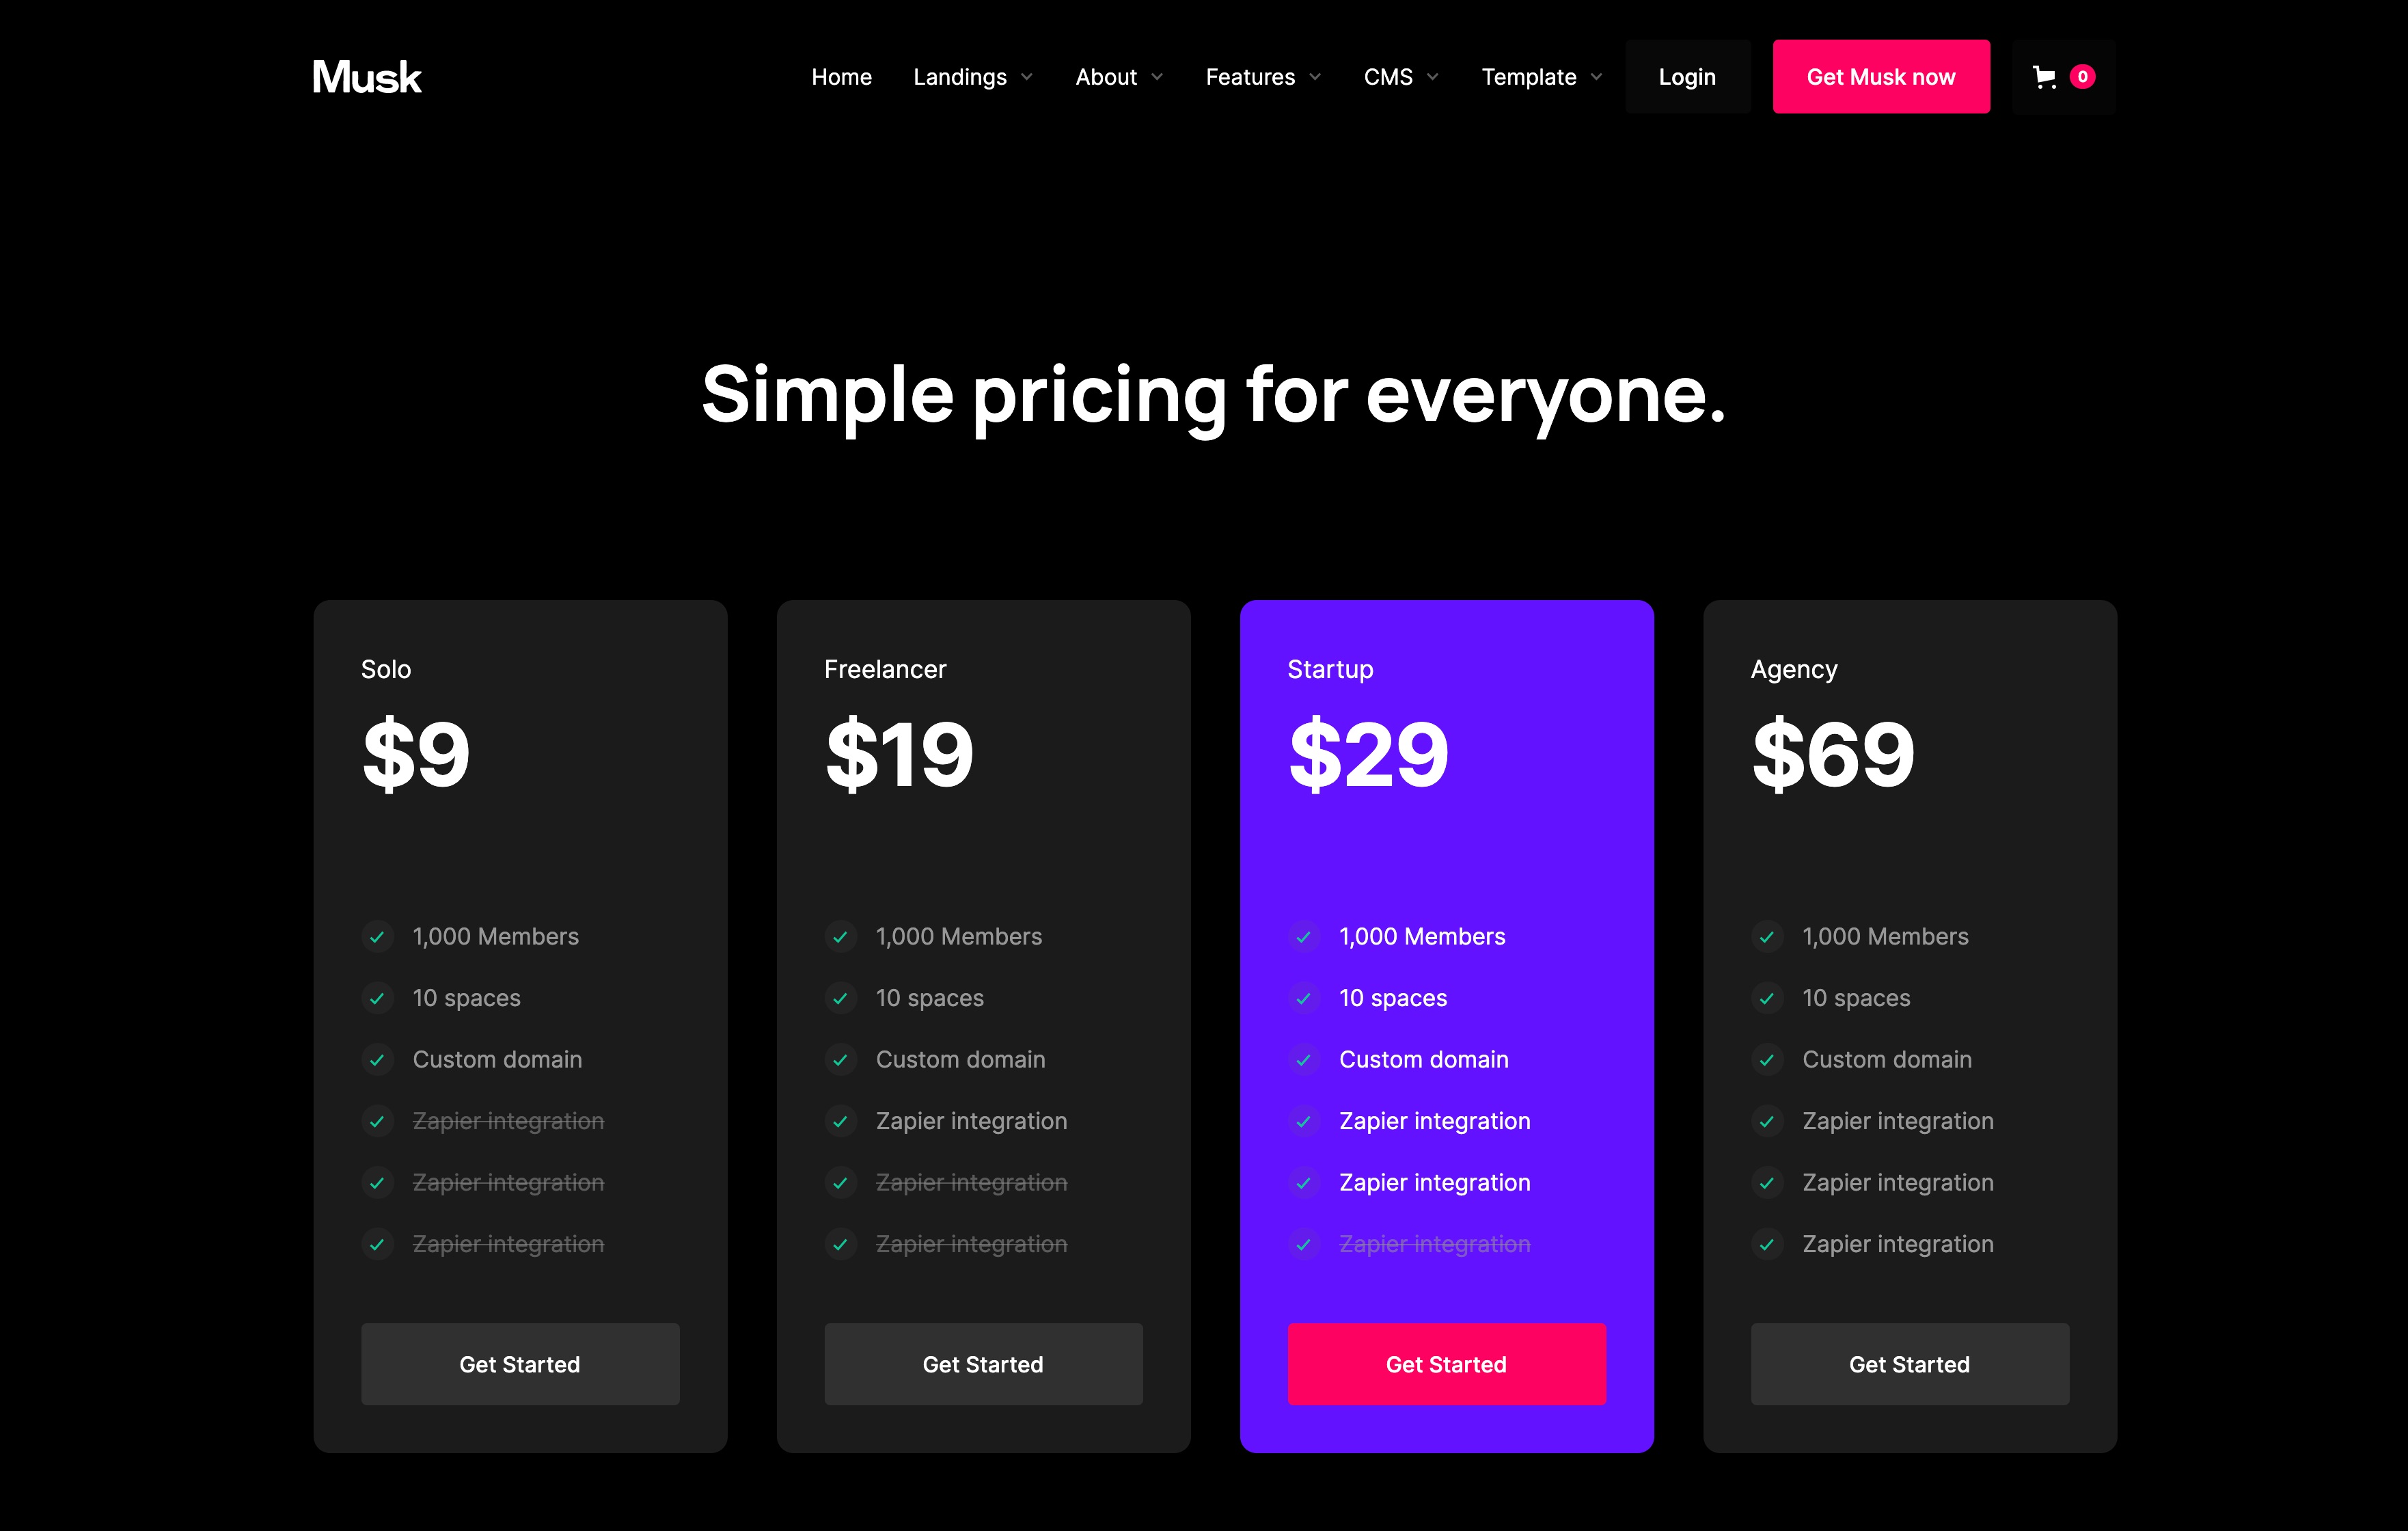 Musk
Home Landings About Features CMS Template Login Get Musk now 0
Simple pricing for everyone.
Solo
$9
1,000 Members
10 spaces
Custom domain
Zapier integration
Zapier integration
Zapier integration
Get Started
Freelancer
$19
1,000 Members
10 spaces
Custom domain
Zapier integration
Zapier integration
Zapier integration
Get Started
Startup
$29
1,000 Members
10 spaces
Custom domain
Zapier integration
Zapier integration
Zapier integration
Get Started
Agency
$69
1,000 Members
10 spaces
Custom domain
Zapier integration
Zapier integration
Zapier integration
Get Started